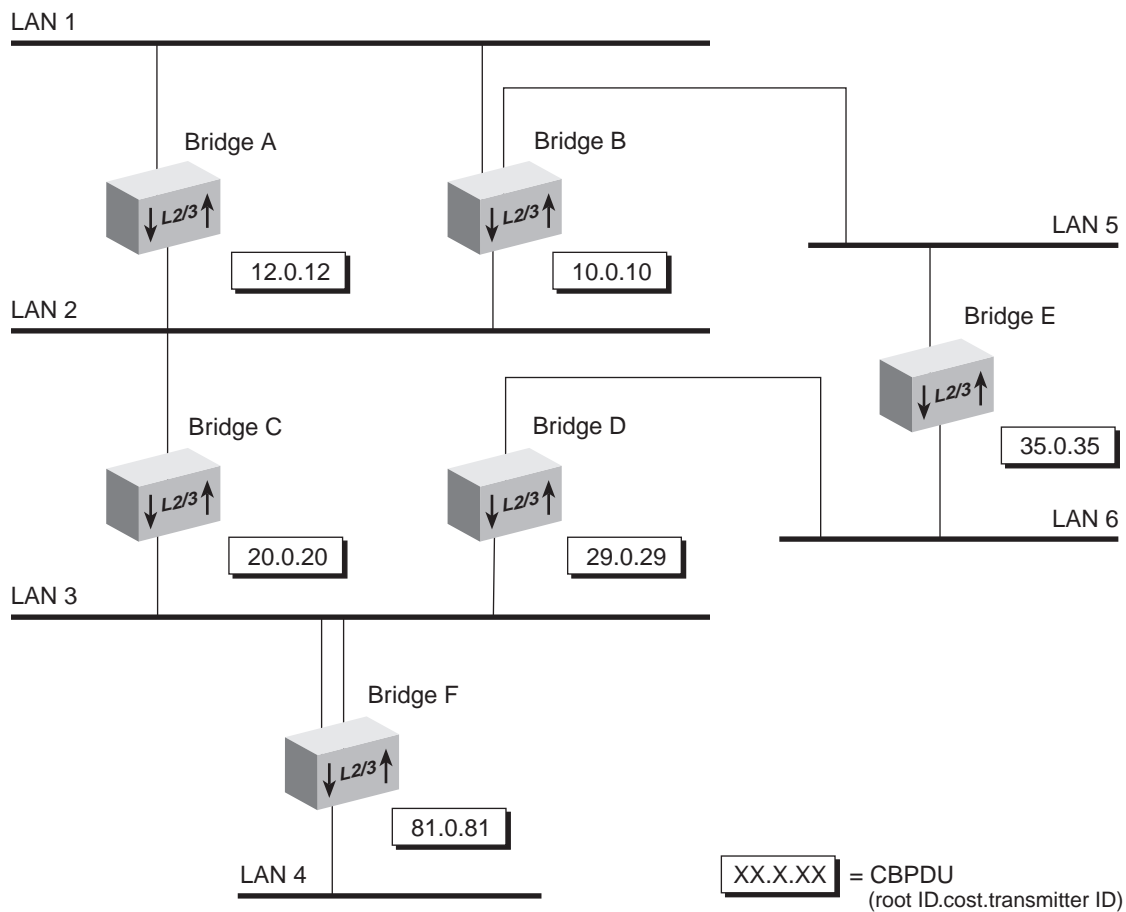 LAN 1
Bridge A
Bridge B
L2/3
L2/3
LAN 5
12.0.12
10.0.10
LAN 2
Bridge E
L2/3
Bridge C
Bridge D
35.0.35
L2/3
L2/3
LAN 6
20.0.20
29.0.29
LAN 3
Bridge F
L2/3
81.0.81
LAN 4
XX.X.XX = CBPDU
(root ID.cost.transmitter ID)